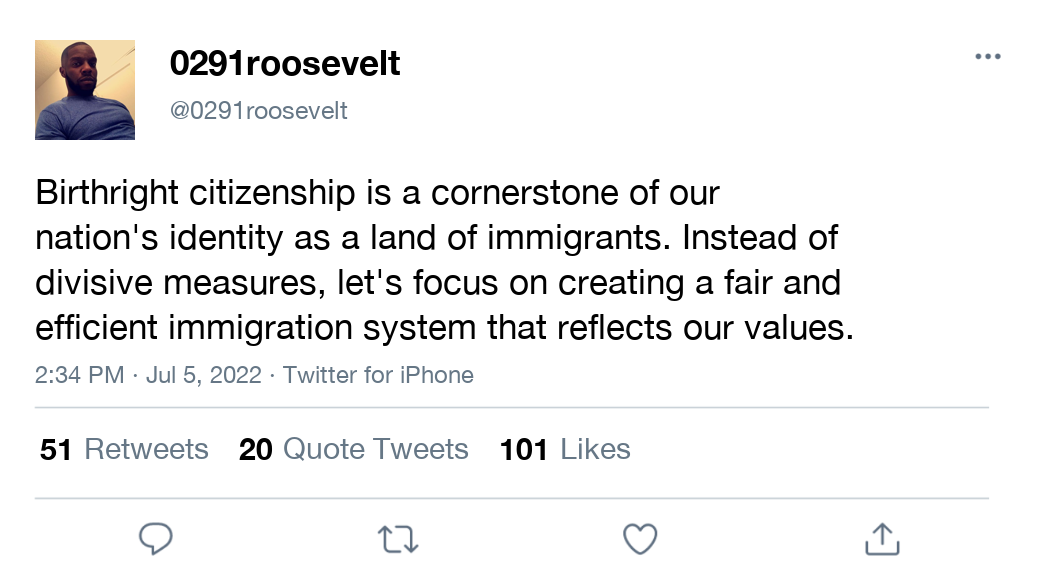 0291roosevelt
@0291roosevelt
Birthright citizenship is a cornerstone of our
nation's identity as a land of immigrants. Instead of
divisive measures, let's focus on creating a fair and
efficient immigration system that reflects our values.
2:34 PM · Jul 5, 2022 · Twitter for iPhone
51 Retweets 20 Quote Tweets 101 Likes